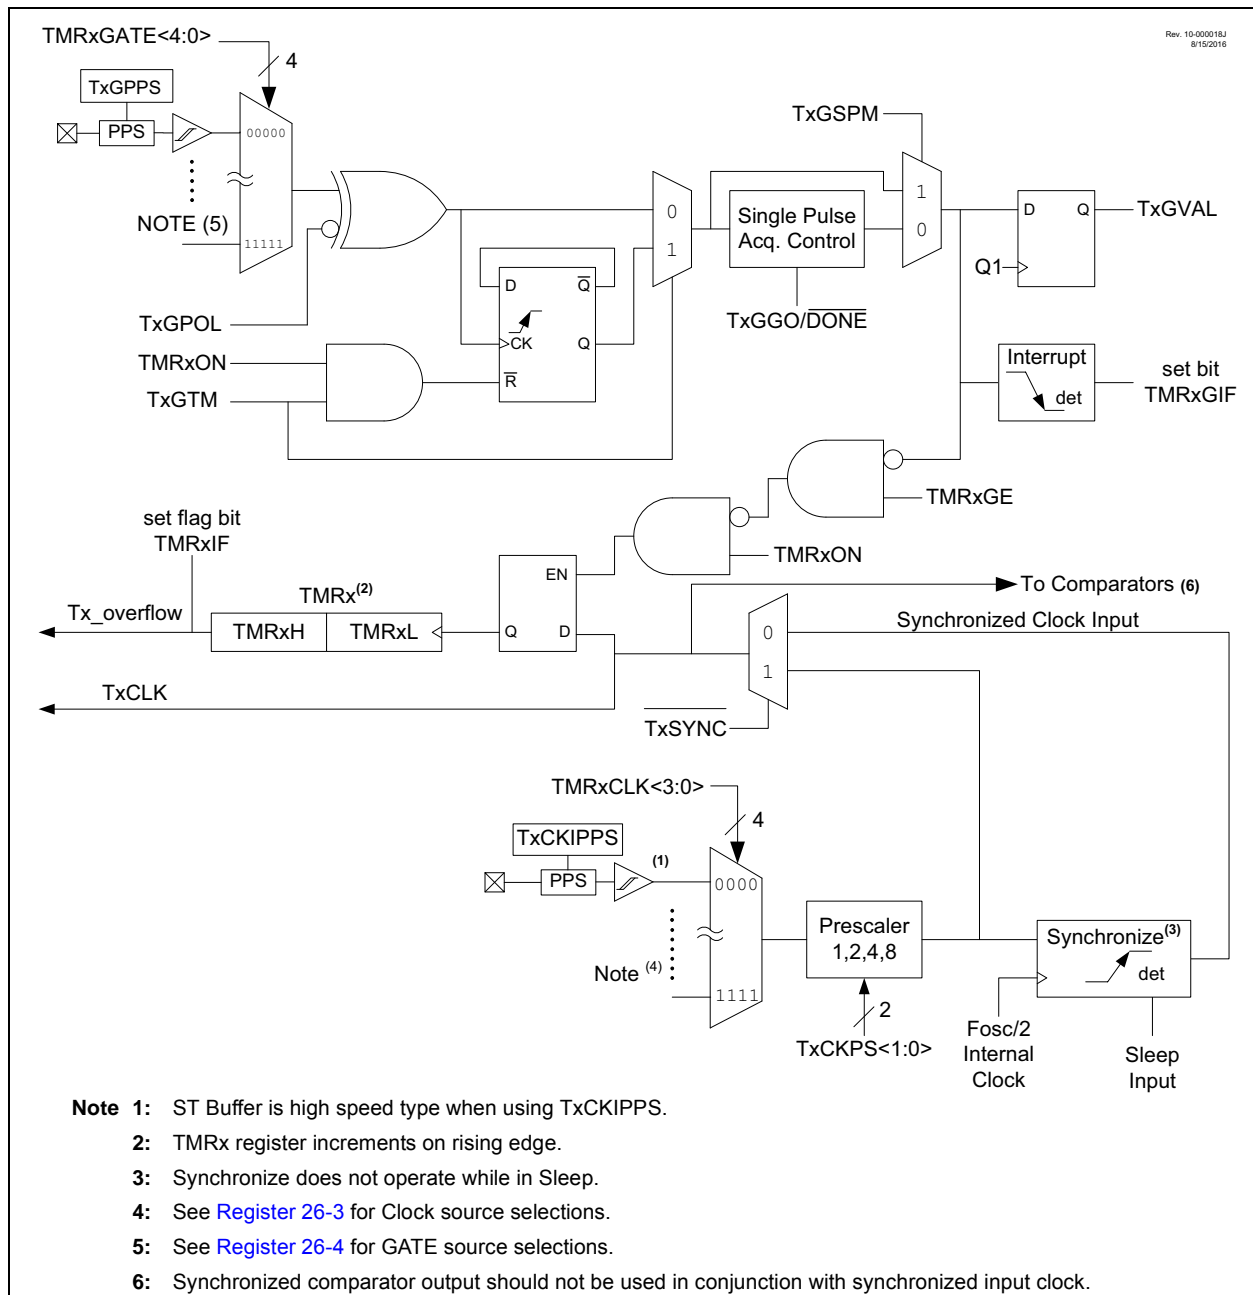 Rev. 10-000018J
8/15/2016
TMRxGATE<4:0>
4
TxGPPS
PPS
00000
NOTE (5)
11111
TxGPOL
TMRxON
TxGTM
D
Q
CK
Q
R
0
1
Single Pulse
Acq. Control
TxGGO/DONE
TxGSPM
1
0
D
Q
Q1
TxGVAL
Interrupt
det
set bit
TMRxGIF
TMRxGE
TMRxON
set flag bit
TMRxIF
Tx_overflow
TMRx(2)
TMRxH
TMRxL
EN
Q
D
TxCLK
To Comparators (6)
Synchronized Clock Input
0
1
TxSYNC
TMRxCLK<3:0>
4
TxCKIPPS
PPS
(1)
0000
Note (4)
1111
Prescaler
1,2,4,8
2
TxCKPS<1:0>
Synchronize(3)
det
Fosc/2
Internal
Clock
Sleep
Input
Note 1: ST Buffer is high speed type when using TxCKIPPS.
2: TMRx register increments on rising edge.
3: Synchronize does not operate while in Sleep.
4: See Register 26-3 for Clock source selections.
5: See Register 26-4 for GATE source selections.
6: Synchronized comparator output should not be used in conjunction with synchronized input clock.